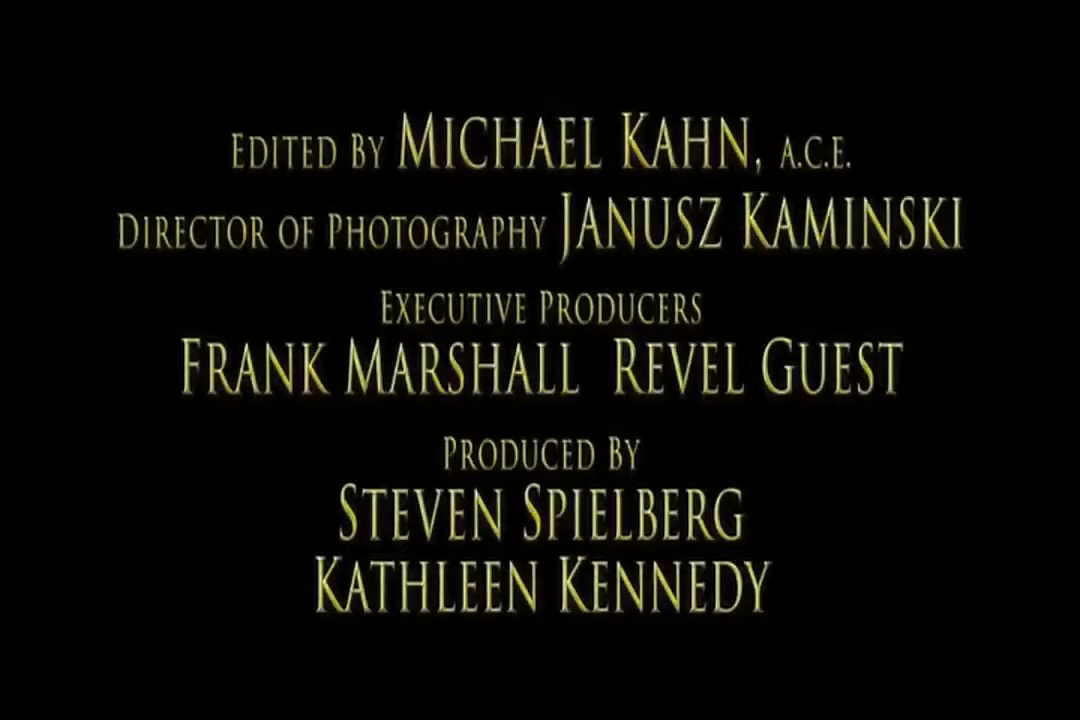 Edited By Michael Kahn, A.C.E.
Director of Photography Janusz Kaminski
Executive Producers
Frank Marshall Revel Guest
Produced By
Steven Spielberg
Kathleen Kennedy